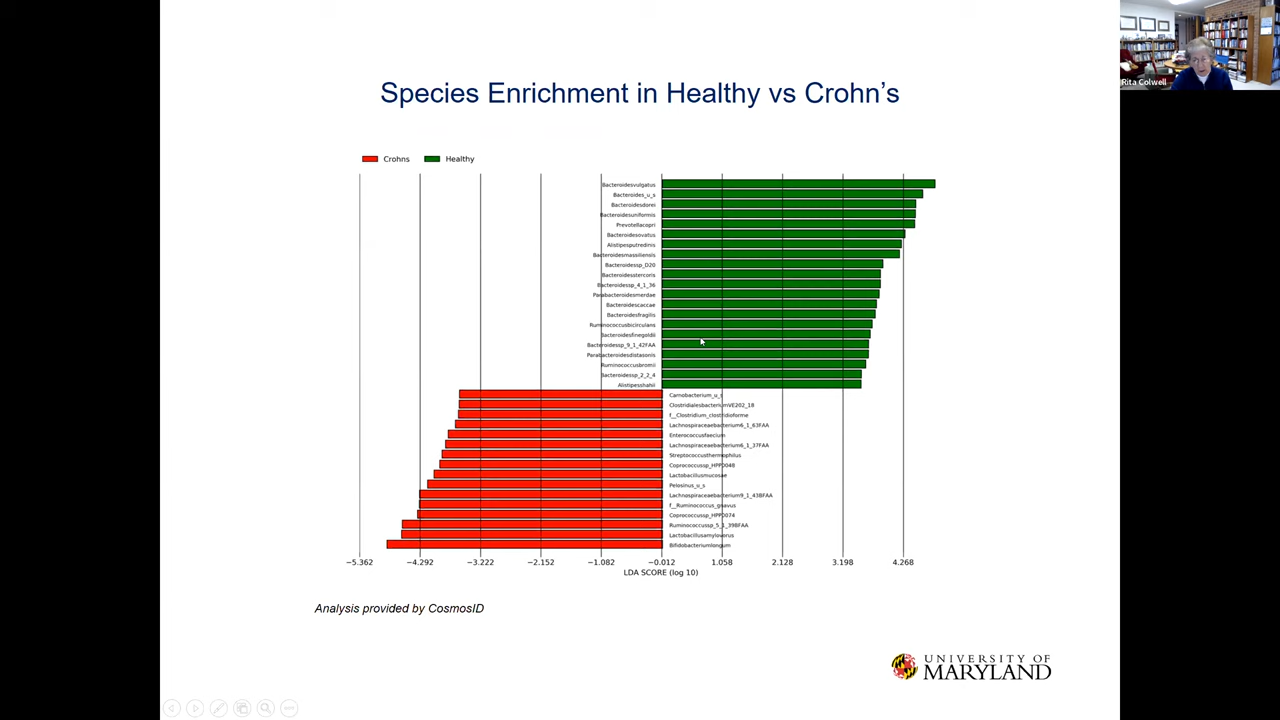 Rita Colwell
Species Enrichment in Healthy vs Crohn's
Crohns
Healthy
Bacteroidesvulgatus
Bacteroides_u_s
Bacteroidesdorei
Bacteroidesuniformis
Prevotellacopri
Bacteroidesovatus
Alistipesputredinis
Bacteroidesmassiliensis
Bacteroidessp_D20
Bacteroidesstercoris
Bacteroidessp_4_1_36
Parabacteroidesmerdae
Bacteroidescaccae
Bacteroidesfragilis
Ruminococcusbicirculans
Bacteroidesfinegoldii
Bacteroidessp_9_1_42FAA
Parabacteroidesdistasonis
Ruminococcusbromii
Bacteroidessp_2_2_4
Alistipesshahii
Carnobacterium_u_s
ClostridialesbacteriumVE202_18
f__Clostridium_clostridioforme
Lachnospiraceaebacterium6_1_63FAA
Enterococcusfaecium
Lachnospiraceaebacterium6_1_37FAA
Streptococcusthermophilus
Coprococcussp_HPP0048
Lactobacillusmucosae
Pelosinus_u_s
Lachnospiraceaebacterium9_1_43BFAA
f__Ruminococcus_gnavus
Coprococcussp_HPP0074
Ruminococcussp_5_1_39BFAA
Lactobacillusamylovorus
Bifidobacteriumlongum
−5.362 −4.292 −3.222 −2.152 −1.082 −0.012 1.058 2.128 3.198 4.268
LDA SCORE (log 10)
Analysis provided by CosmosID
UNIVERSITY OF
MARYLAND